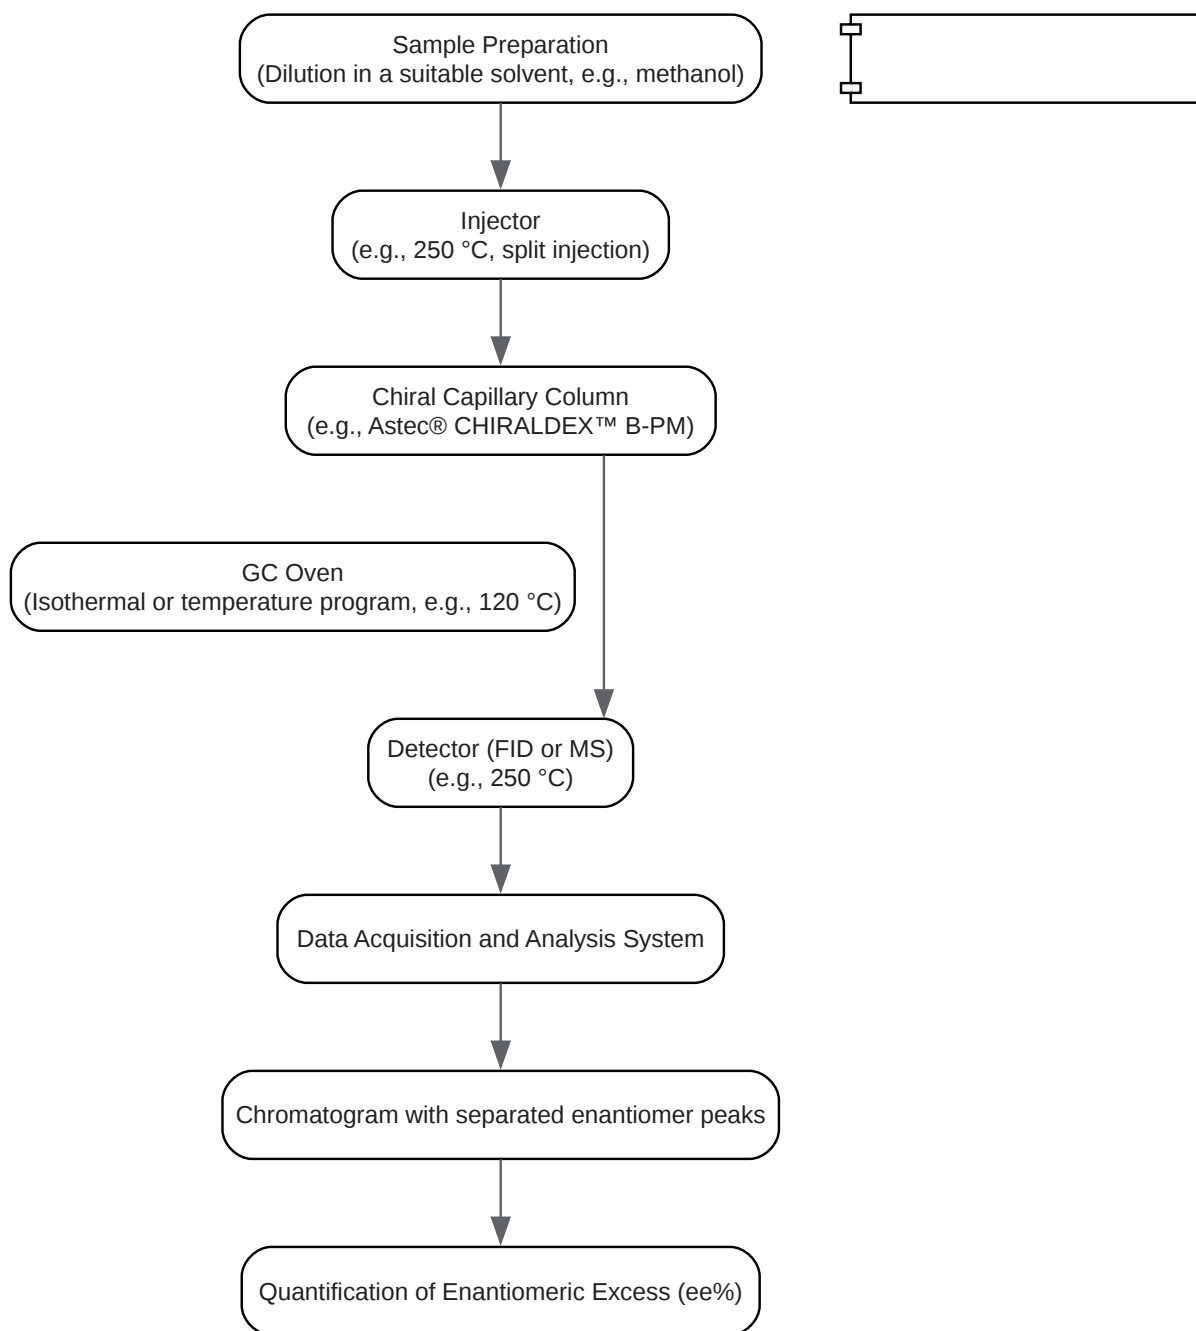 Sample Preparation
(Dilution in a suitable solvent, e.g., methanol)
Injector
(e.g., 250 °C, split injection)
Chiral Capillary Column
(e.g., Astec® CHIRALDEX™ B-PM)
GC Oven
(Isothermal or temperature program, e.g., 120 °C)
Detector (FID or MS)
(e.g., 250 °C)
Data Acquisition and Analysis System
Chromatogram with separated enantiomer peaks
Quantification of Enantiomeric Excess (ee%)